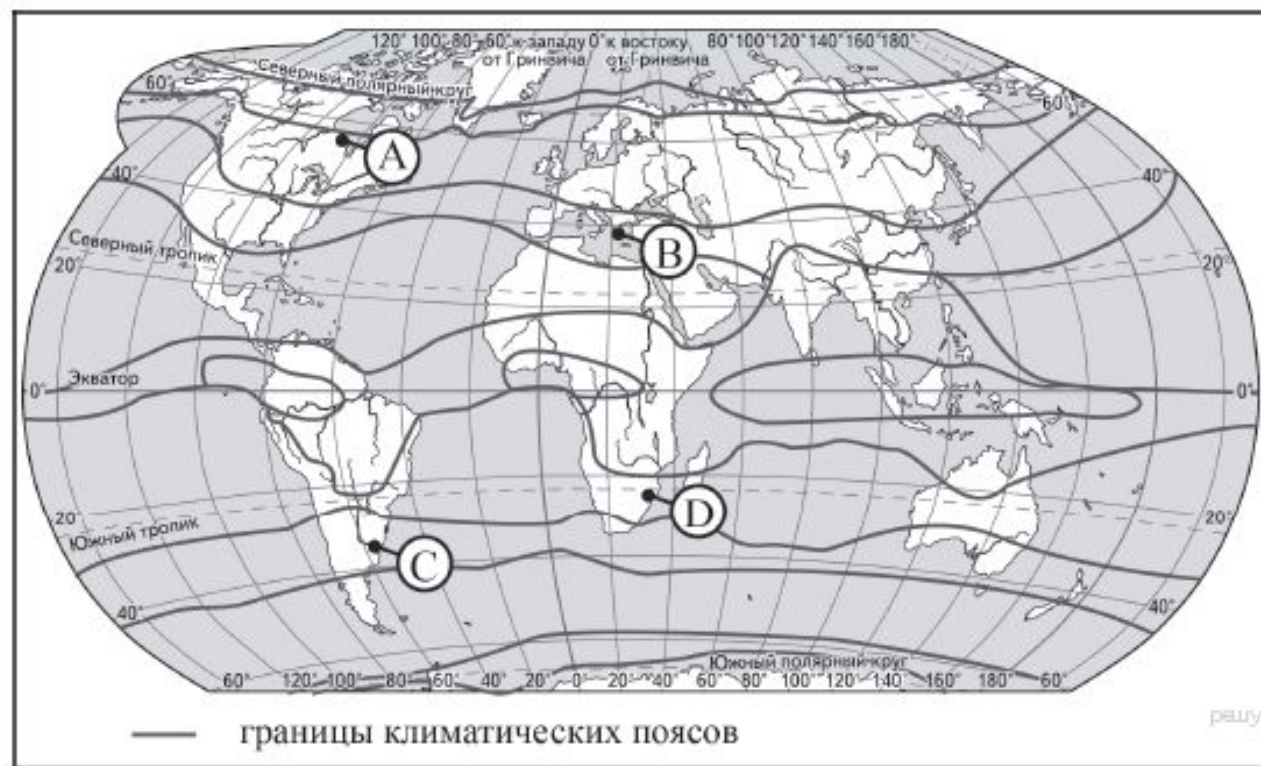 120° 100° 80° 60° к западу 0° к востоку 80° 100° 120° 140° 160° 180°
от Гринвича от Гринвича
Северный полярный круг
60°
60°
A
40°
40°
B
Северный тропик
20°
20°
Экватор
0°
0°
D
20
20°
Южный тропик
C
40°
40°
Южный полярный круг
60° 120° 100° 80° 60° 40° 20° 0 20° 40° 60° 80° 100° 120° 140° 180° 60°
границы климатических поясов
решу